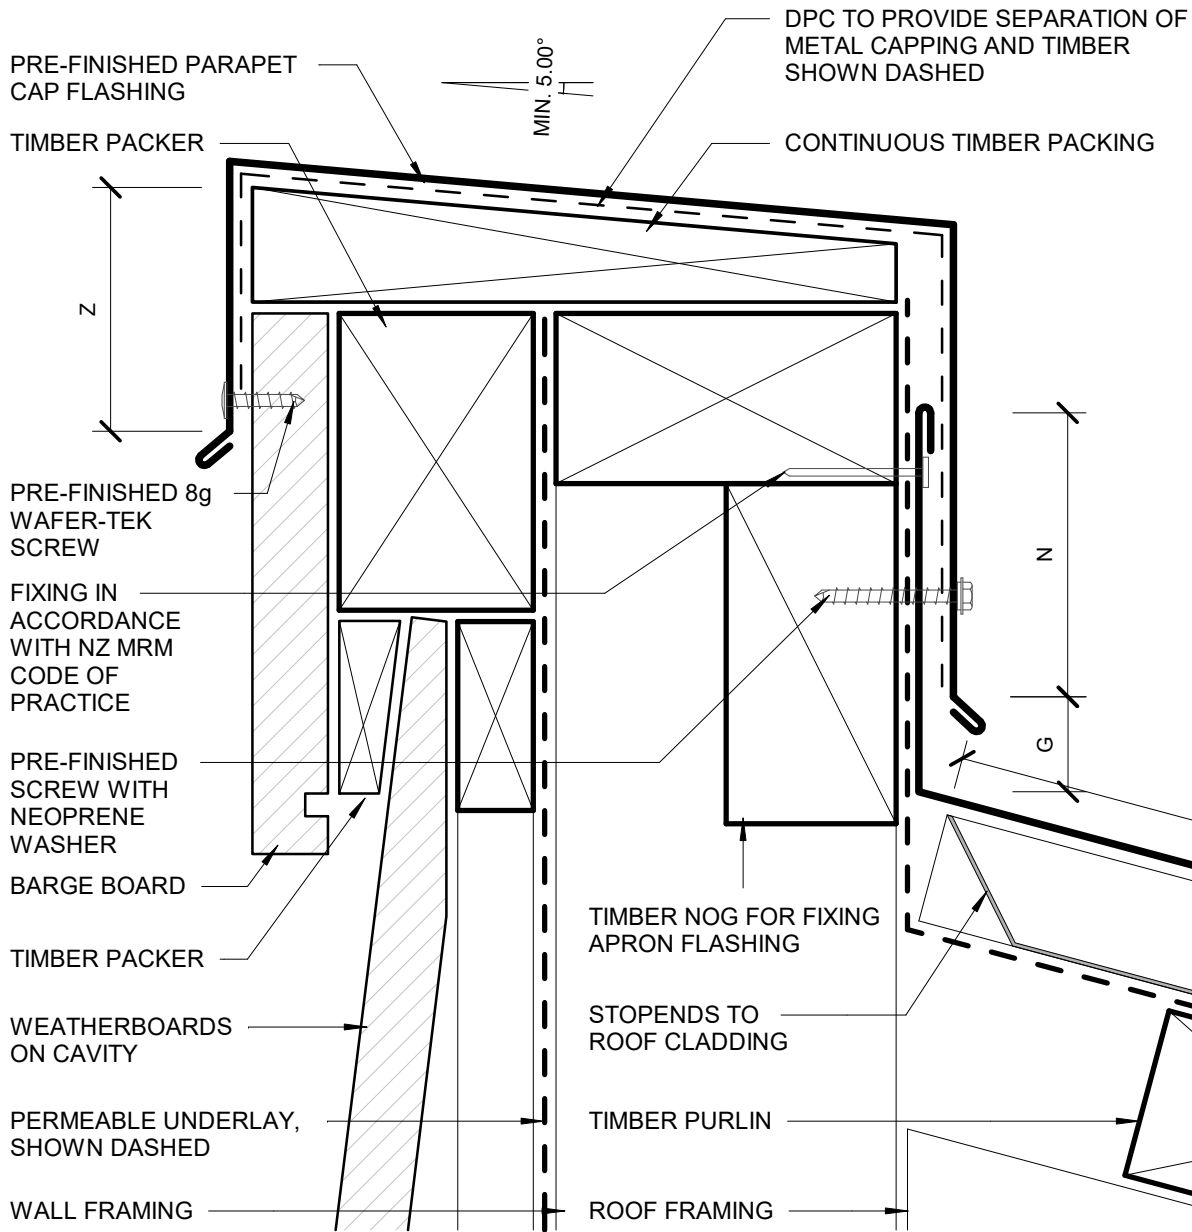 PRE-FINISHED PARAPET
CAP FLASHING
TIMBER PACKER
MIN. 5.00°
DPC TO PROVIDE SEPARATION OF
METAL CAPPING AND TIMBER
SHOWN DASHED
CONTINUOUS TIMBER PACKING
Z
PRE-FINISHED 8g
WAFER-TEK
SCREW
FIXING IN
ACCORDANCE
WITH NZ MRM
CODE OF
PRACTICE
N
G
PRE-FINISHED
SCREW WITH
NEOPRENE
WASHER
BARGE BOARD
TIMBER PACKER
TIMBER NOG FOR FIXING
APRON FLASHING
WEATHERBOARDS
ON CAVITY
STOPENDS TO
ROOF CLADDING
PERMEABLE UNDERLAY,
SHOWN DASHED
TIMBER PURLIN
WALL FRAMING
ROOF FRAMING